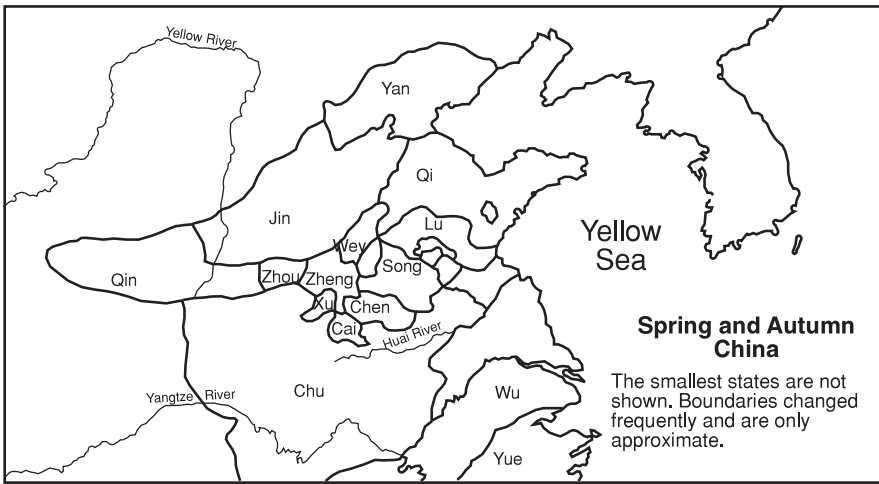 Yellow River
Yan
Qi
Jin
Lu
Wey
Yellow
Sea
Song
Qin
Zhou
Zheng
Xu
Chen
Cai
Huai River
Spring and Autumn
China
The smallest states are not
shown. Boundaries changed
frequently and are only
approximate.
Chu
Wu
Yangtze River
Yue